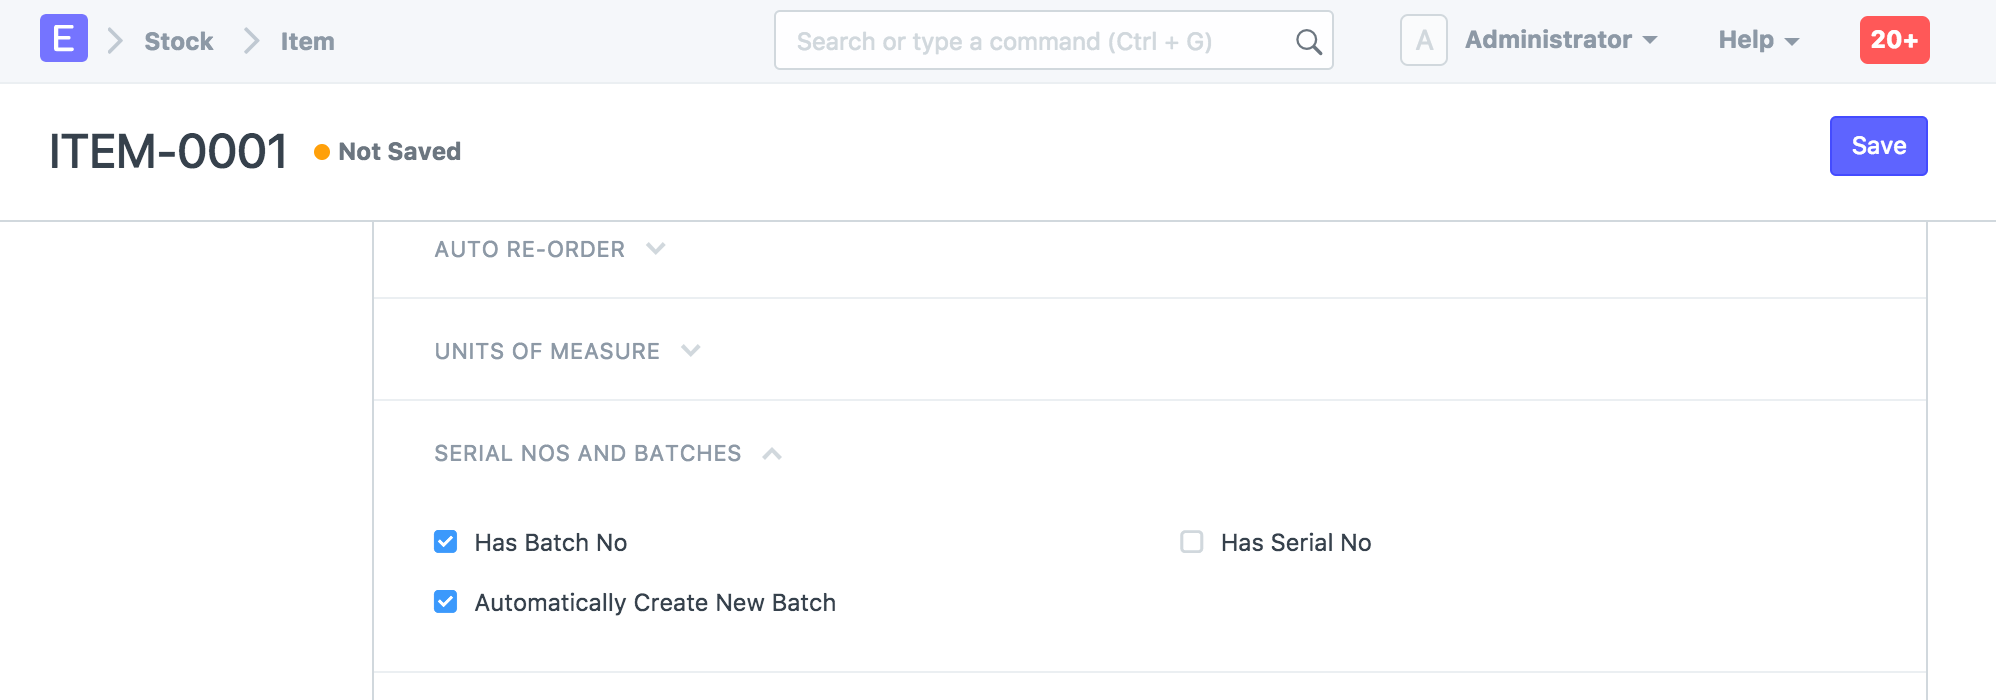 E Stock Item Search or type a command (Ctrl + G) A Administrator Help 20+
ITEM-0001 Not Saved Save
AUTO RE-ORDER
UNITS OF MEASURE
SERIAL NOS AND BATCHES
Has Batch No Has Serial No
Automatically Create New Batch